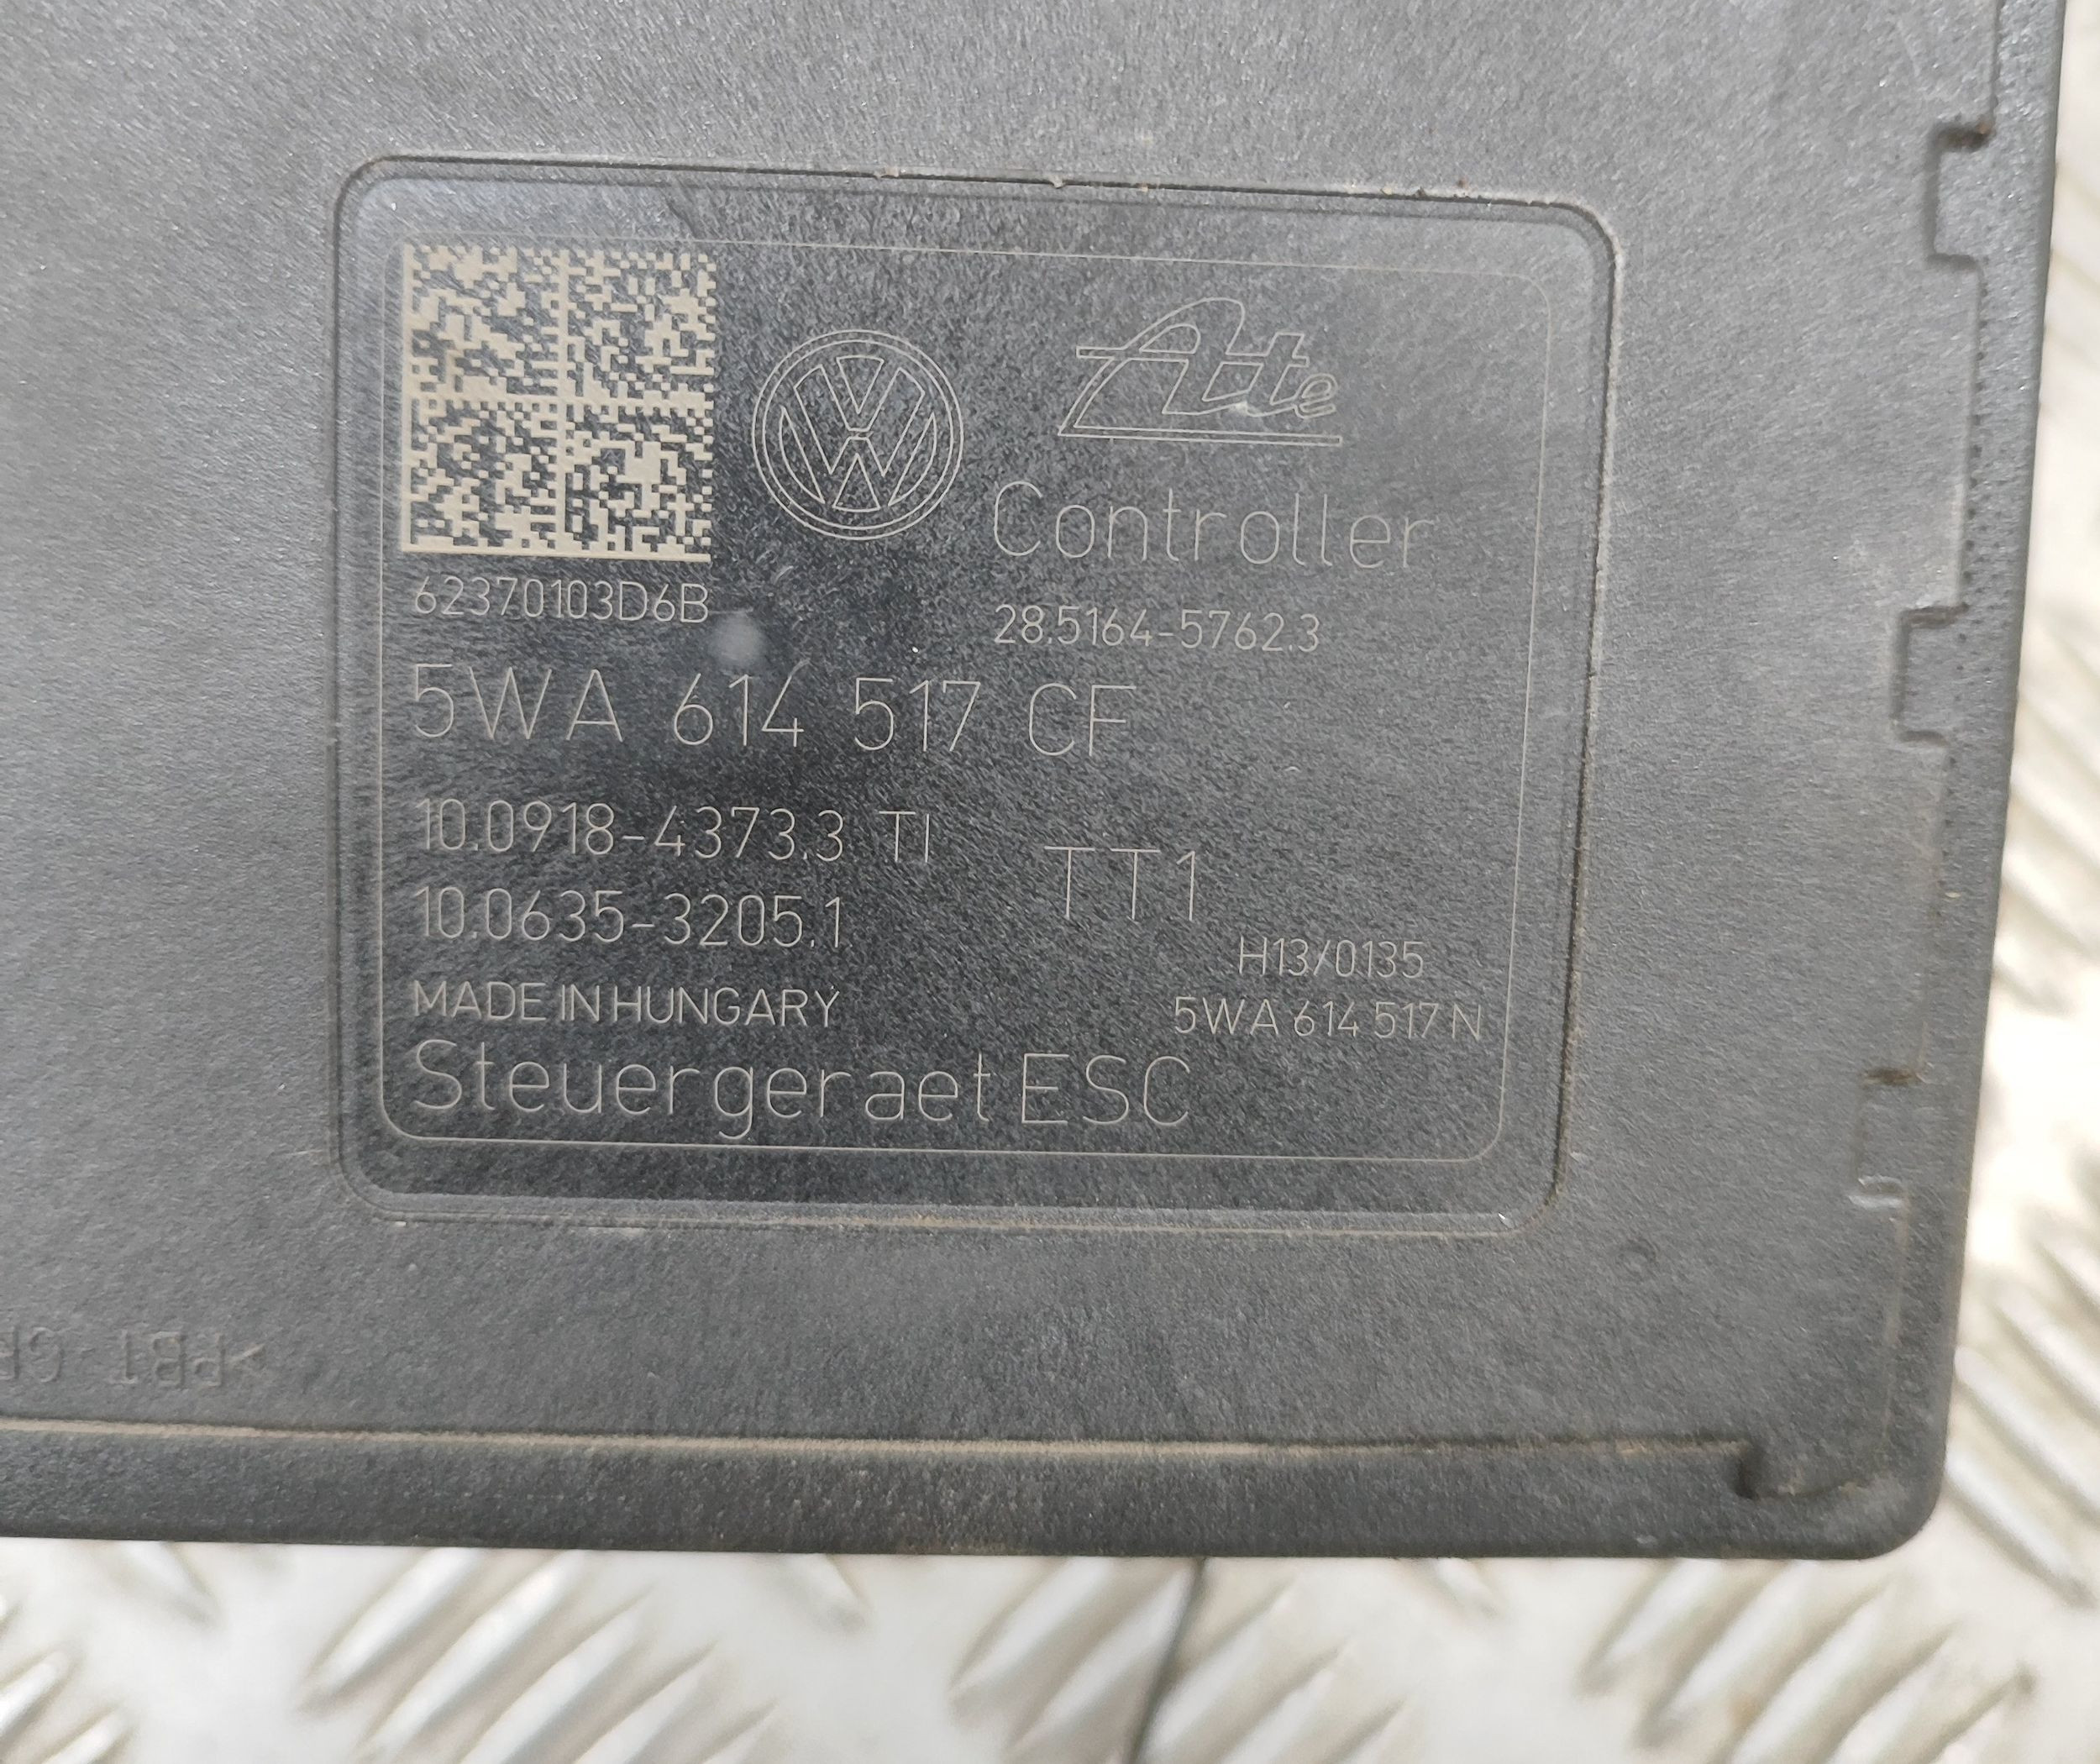 Ate
Controller
62370103D6B
28.5164-5762.3
5WA 614 517 CF
10.0918-4373.3 TI
TT1
10.0635-3205.1
H13/0135
MADE IN HUNGARY
5WA 614 517 N
Steuergeraet ESC
>PBT